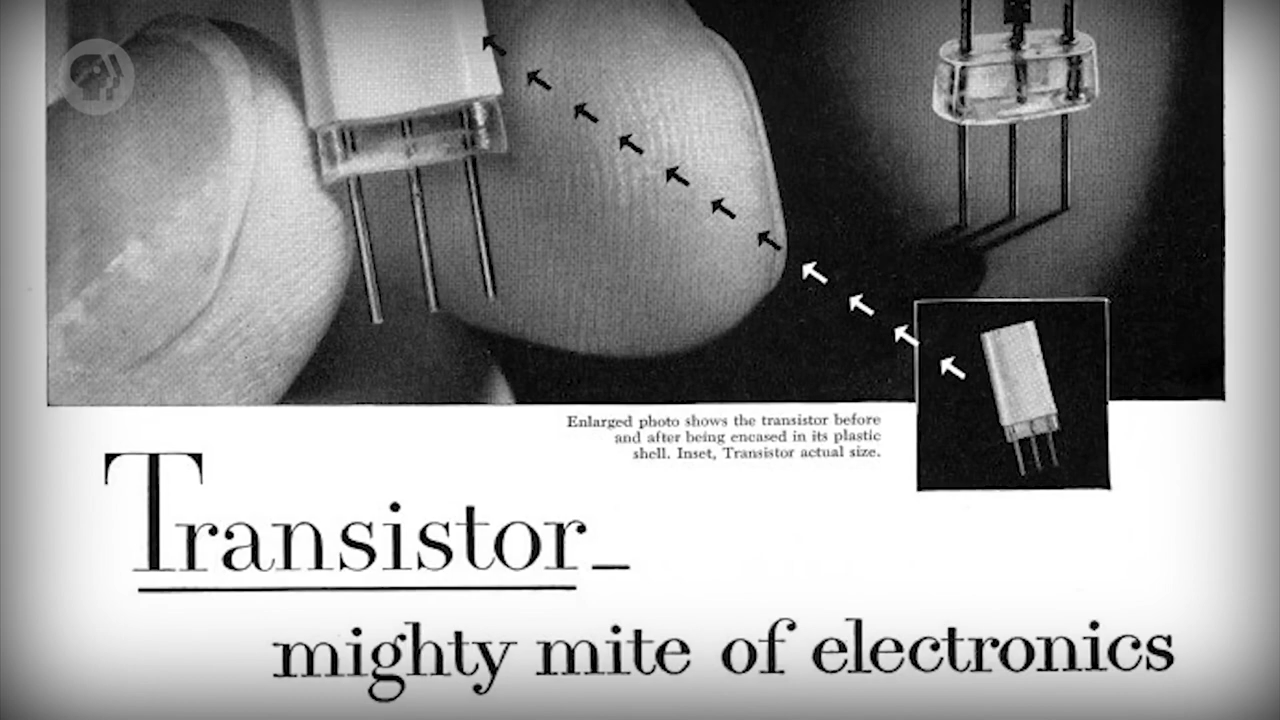 Enlarged photo shows the transistor before
and after being encased in its plastic
shell. Inset, Transistor actual size.
Transistor_
mighty mite of electronics